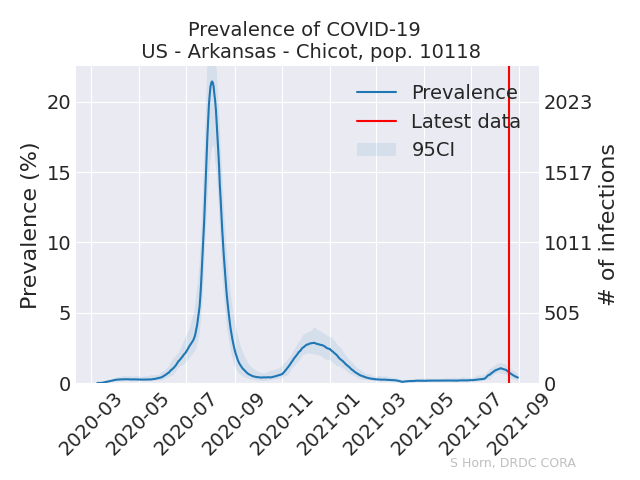 Prevalence of COVID-19
US - Arkansas - Chicot, pop. 10118
Prevalence (%)
20
15
10
5
0
Prevalence
Latest data
95CI
2023
1517
1011
505
0
# of infections
2020-03
2020-05
2020-07
2020-09
2020-11
2021-01
2021-03
2021-05
2021-07
2021-09
S Horn, DRDC CORA